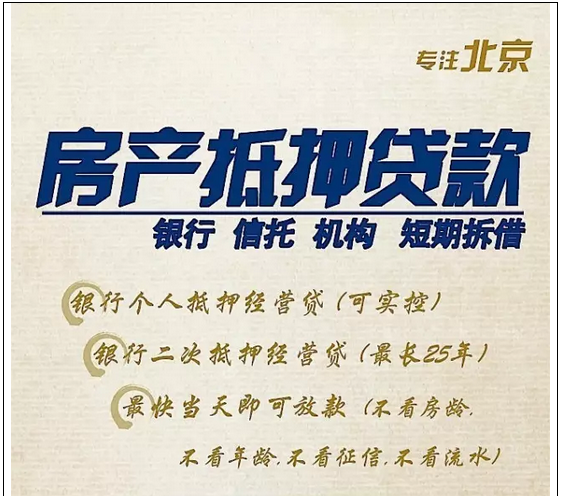 专注北京
房产抵押贷款
银行 信托 机构 短期拆借
银行个人抵押经营贷(可实控)
银行二次抵押经营贷(最长25年)
最快当天即可放款(不看房龄,
不看年龄,不看征信,不看流水)